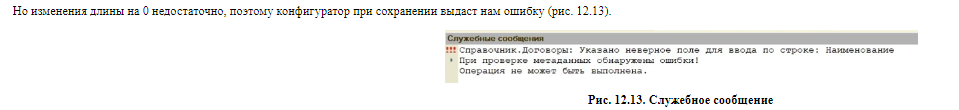 Но изменения длины на 0 недостаточно, поэтому конфигуратор при сохранении выдаст нам ошибку (рис. 12.13).
Служебные сообщения
Справочник.Договоры: Указано неверное поле для ввода по строке: Наименование
При проверке метаданных обнаружены ошибки!
Операция не может быть выполнена.
Рис. 12.13. Служебное сообщение